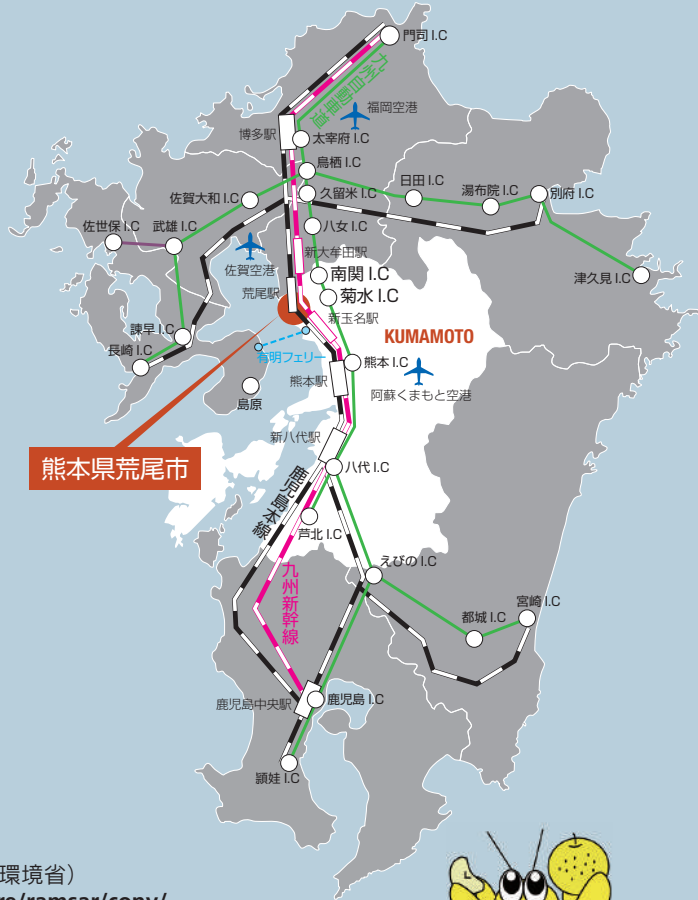 門司 I.C
九州自動車道
福岡空港
博多駅
太宰府 I.C
鳥栖 I.C
久留米 I.C
日田 I.C
湯布院 I.C
別府 I.C
佐賀大和 I.C
佐世保 I.C
武雄 I.C
八女 I.C
新大牟田駅
佐賀空港
南関 I.C
津久見 I.C
荒尾駅
菊水 I.C
新玉名駅
KUMAMOTO
諫早 I.C
長崎 I.C
有明フェリー
熊本 I.C
熊本駅
阿蘇くまもと空港
島原
新八代駅
熊本県荒尾市
八代 I.C
鹿児島本線
芦北 I.C
えびの I.C
九州新幹線
宮崎 I.C
都城 I.C
鹿児島中央駅
鹿児島 I.C
頴娃 I.C
環境省）